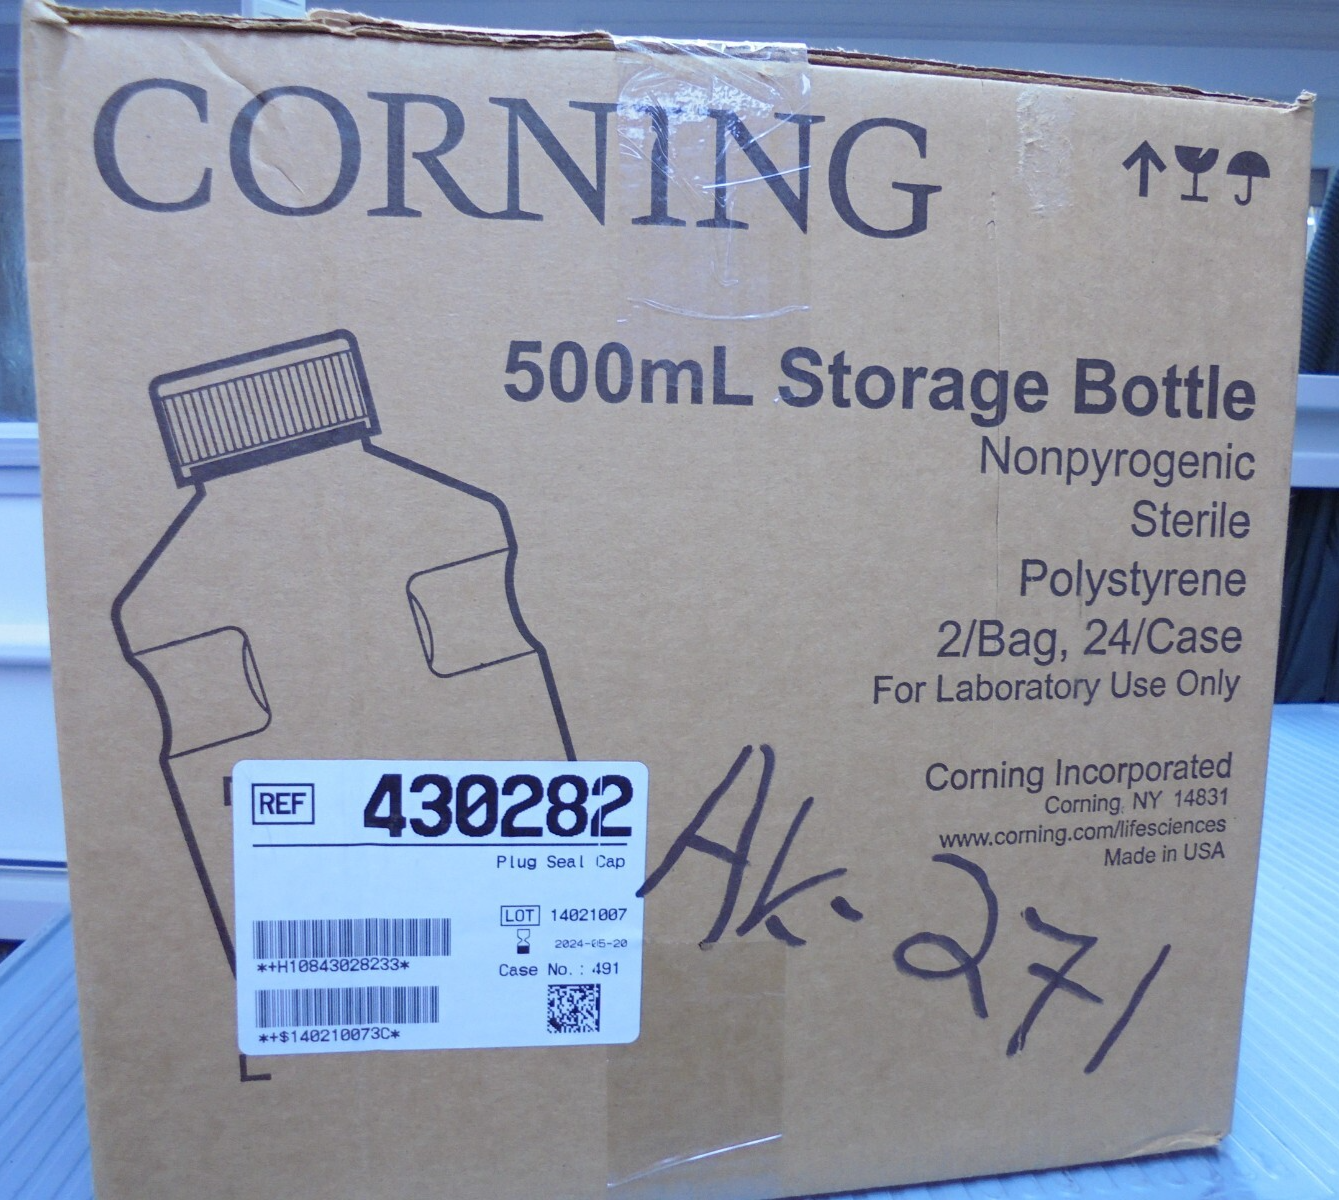 CORNING
500mL Storage Bottle
Nonpyrogenic
Sterile
Polystyrene
2/Bag, 24/Case
For Laboratory Use Only
Corning Incorporated
Corning, NY 14831
www.corning.com/lifesciences
Made in USA
REF 430282
Plug Seal Cap
LOT 14021007
2024-05-20
*+H10843028233*
Case No.: 491
*+$140210073C*